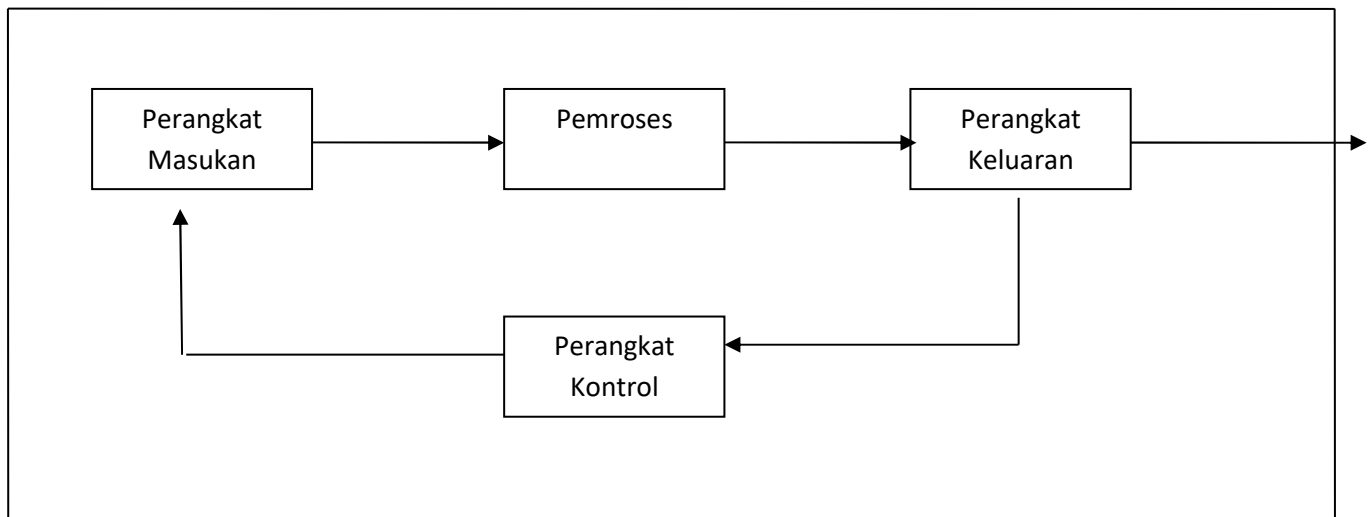 Perangkat
Masukan
Pemroses
Perangkat
Keluaran
Perangkat
Kontrol